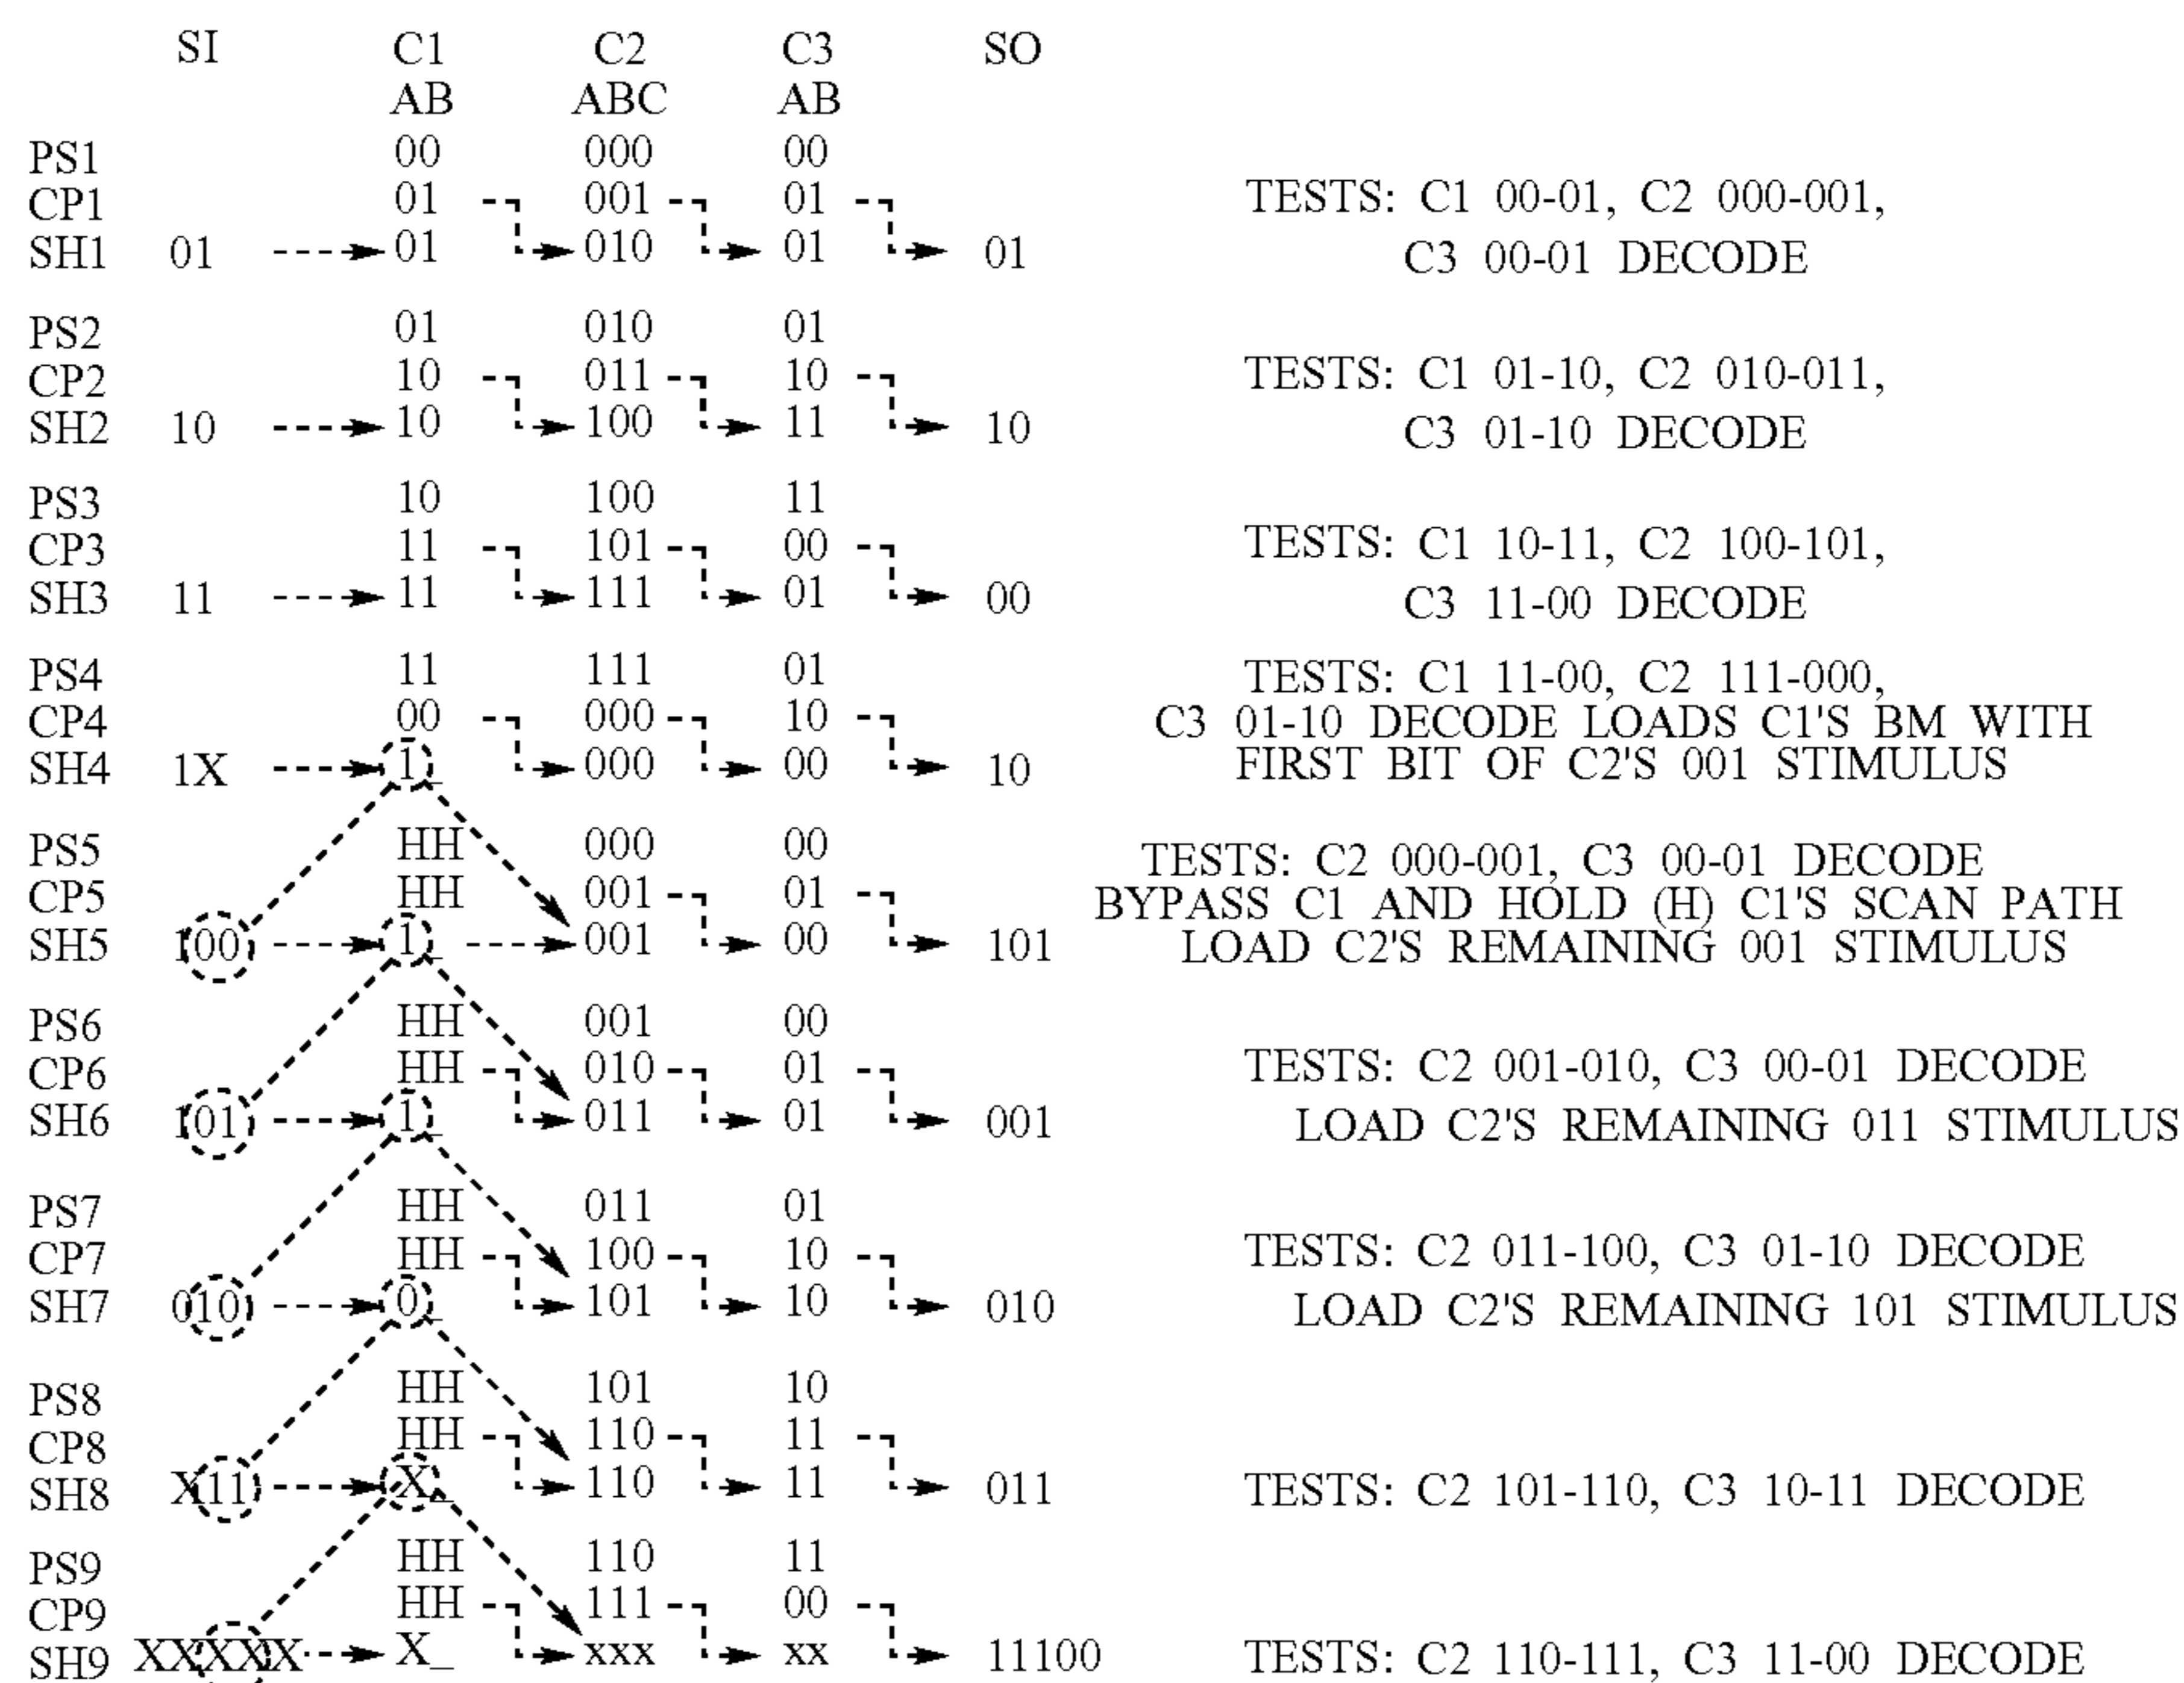 SI C1 C2 C3 SO
AB ABC AB
PS1 00 000 00
CP1 01 001 01 TESTS: C1 00-01, C2 000-001,
SH1 01 01 010 01 01 C3 00-01 DECODE
PS2 01 010 01
CP2 10 011 10 TESTS: C1 01-10, C2 010-011,
SH2 10 10 100 11 10 C3 01-10 DECODE
PS3 10 100 11
CP3 11 101 00 TESTS: C1 10-11, C2 100-101,
SH3 11 11 111 01 00 C3 11-00 DECODE
PS4 11 111 01 TESTS: C1 11-00, C2 111-000,
CP4 00 000 10 C3 01-10 DECODE LOADS C1'S BM WITH
SH4 1X 1_ 000 00 10 FIRST BIT OF C2'S 001 STIMULUS
PS5 HH 000 00 TESTS: C2 000-001, C3 00-01 DECODE
CP5 HH 001 01 BYPASS C1 AND HOLD (H) C1'S SCAN PATH
SH5 100 1_ 001 00 101 LOAD C2'S REMAINING 001 STIMULUS
PS6 HH 001 00
CP6 HH 010 01 TESTS: C2 001-010, C3 00-01 DECODE
SH6 101 1_ 011 01 001 LOAD C2'S REMAINING 011 STIMULUS
PS7 HH 011 01
CP7 HH 100 10 TESTS: C2 011-100, C3 01-10 DECODE
SH7 010 0_ 101 10 010 LOAD C2'S REMAINING 101 STIMULUS
PS8 HH 101 10
CP8 HH 110 11
SH8 X11 X_ 110 11 011 TESTS: C2 101-110, C3 10-11 DECODE
PS9 HH 110 11
CP9 HH 111 00
SH9 XXXXX X_ xxx xx 11100 TESTS: C2 110-111, C3 11-00 DECODE